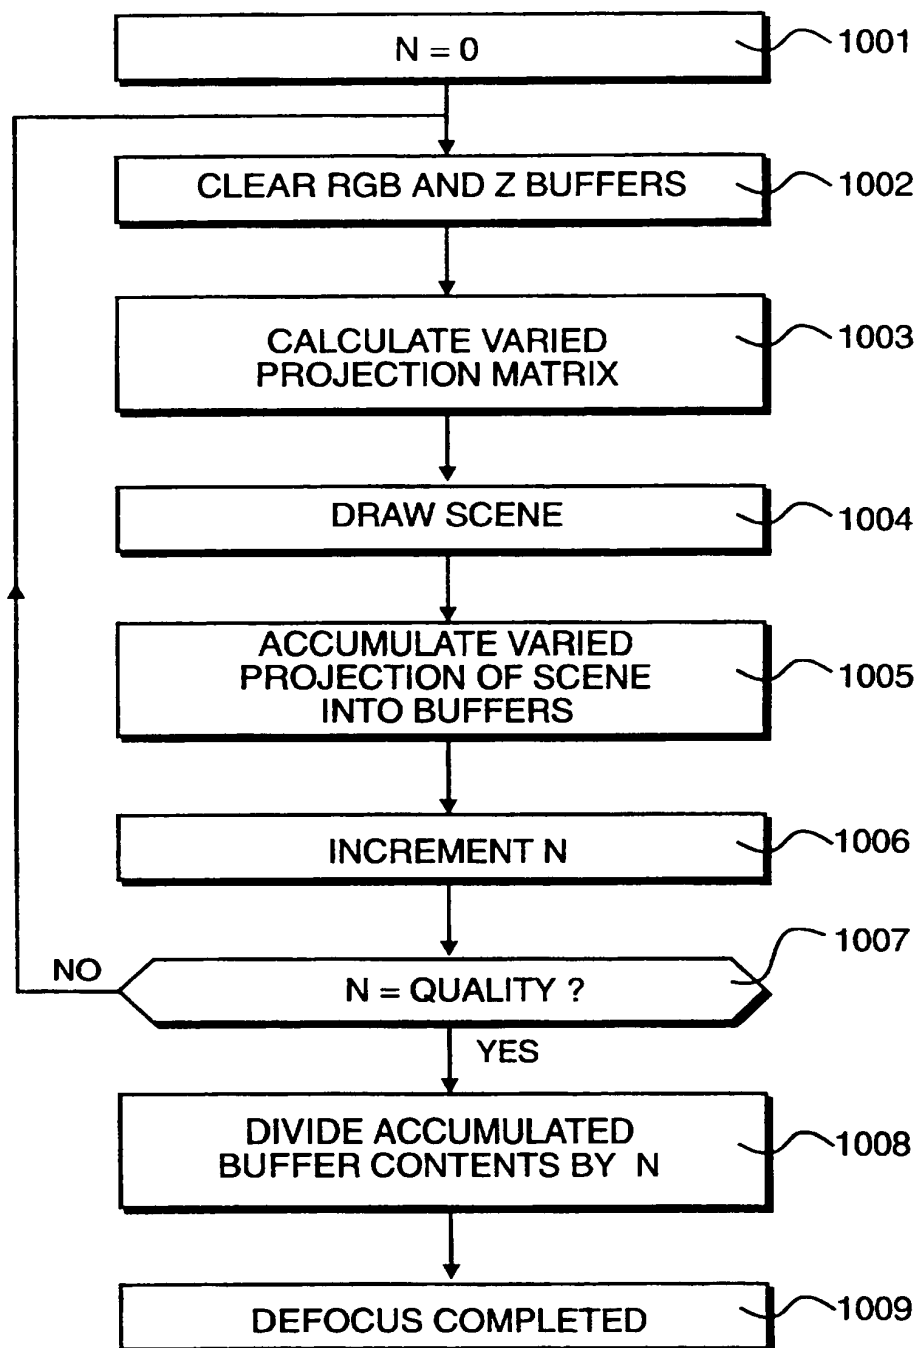 N = 0
1001
CLEAR RGB AND Z BUFFERS
1002
CALCULATE VARIED
PROJECTION MATRIX
1003
DRAW SCENE
1004
ACCUMULATE VARIED
PROJECTION OF SCENE
INTO BUFFERS
1005
INCREMENT N
1006
N = QUALITY ?
1007
NO
YES
DIVIDE ACCUMULATED
BUFFER CONTENTS BY N
1008
DEFOCUS COMPLETED
1009